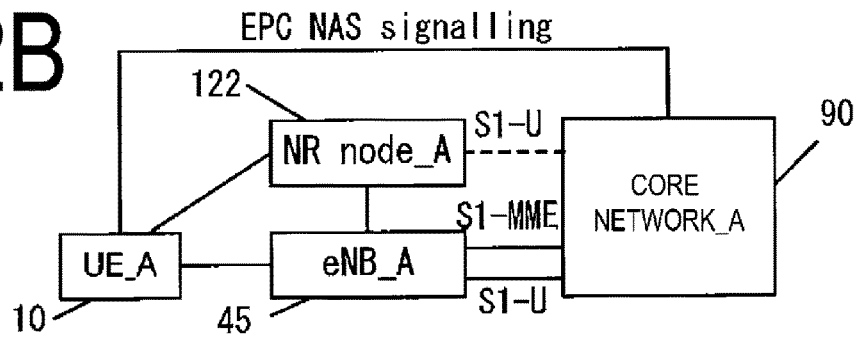 2B
EPC NAS signalling
122
S1-U
90
NR node_A
CORE
NETWORK_A
S1-MME
UE_A
eNB_A
S1-U
10
45